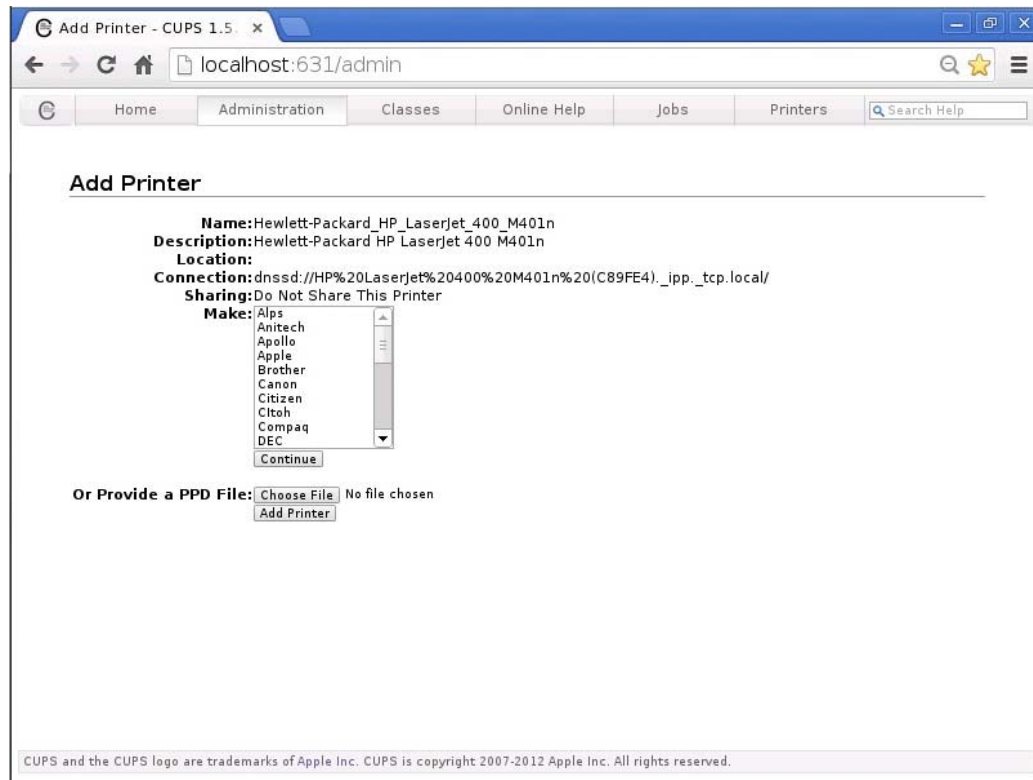 Add Printer - CUPS 1.5.
localhost:631/admin
Home Administration Classes Online Help Jobs Printers Search Help
Add Printer
Name: Hewlett-Packard_HP_LaserJet_400_M401n
Description: Hewlett-Packard HP LaserJet 400 M401n
Location:
Connection: dnssd://HP%20LaserJet%20400%20M401n%20(C89FE4)._ipp._tcp.local/
Sharing: Do Not Share This Printer
Make: Alps
Anitech
Apollo
Apple
Brother
Canon
Citizen
CItoh
Compaq
DEC
Continue
Or Provide a PPD File: Choose File No file chosen
Add Printer
CUPS and the CUPS logo are trademarks of Apple Inc. CUPS is copyright 2007-2012 Apple Inc. All rights reserved.